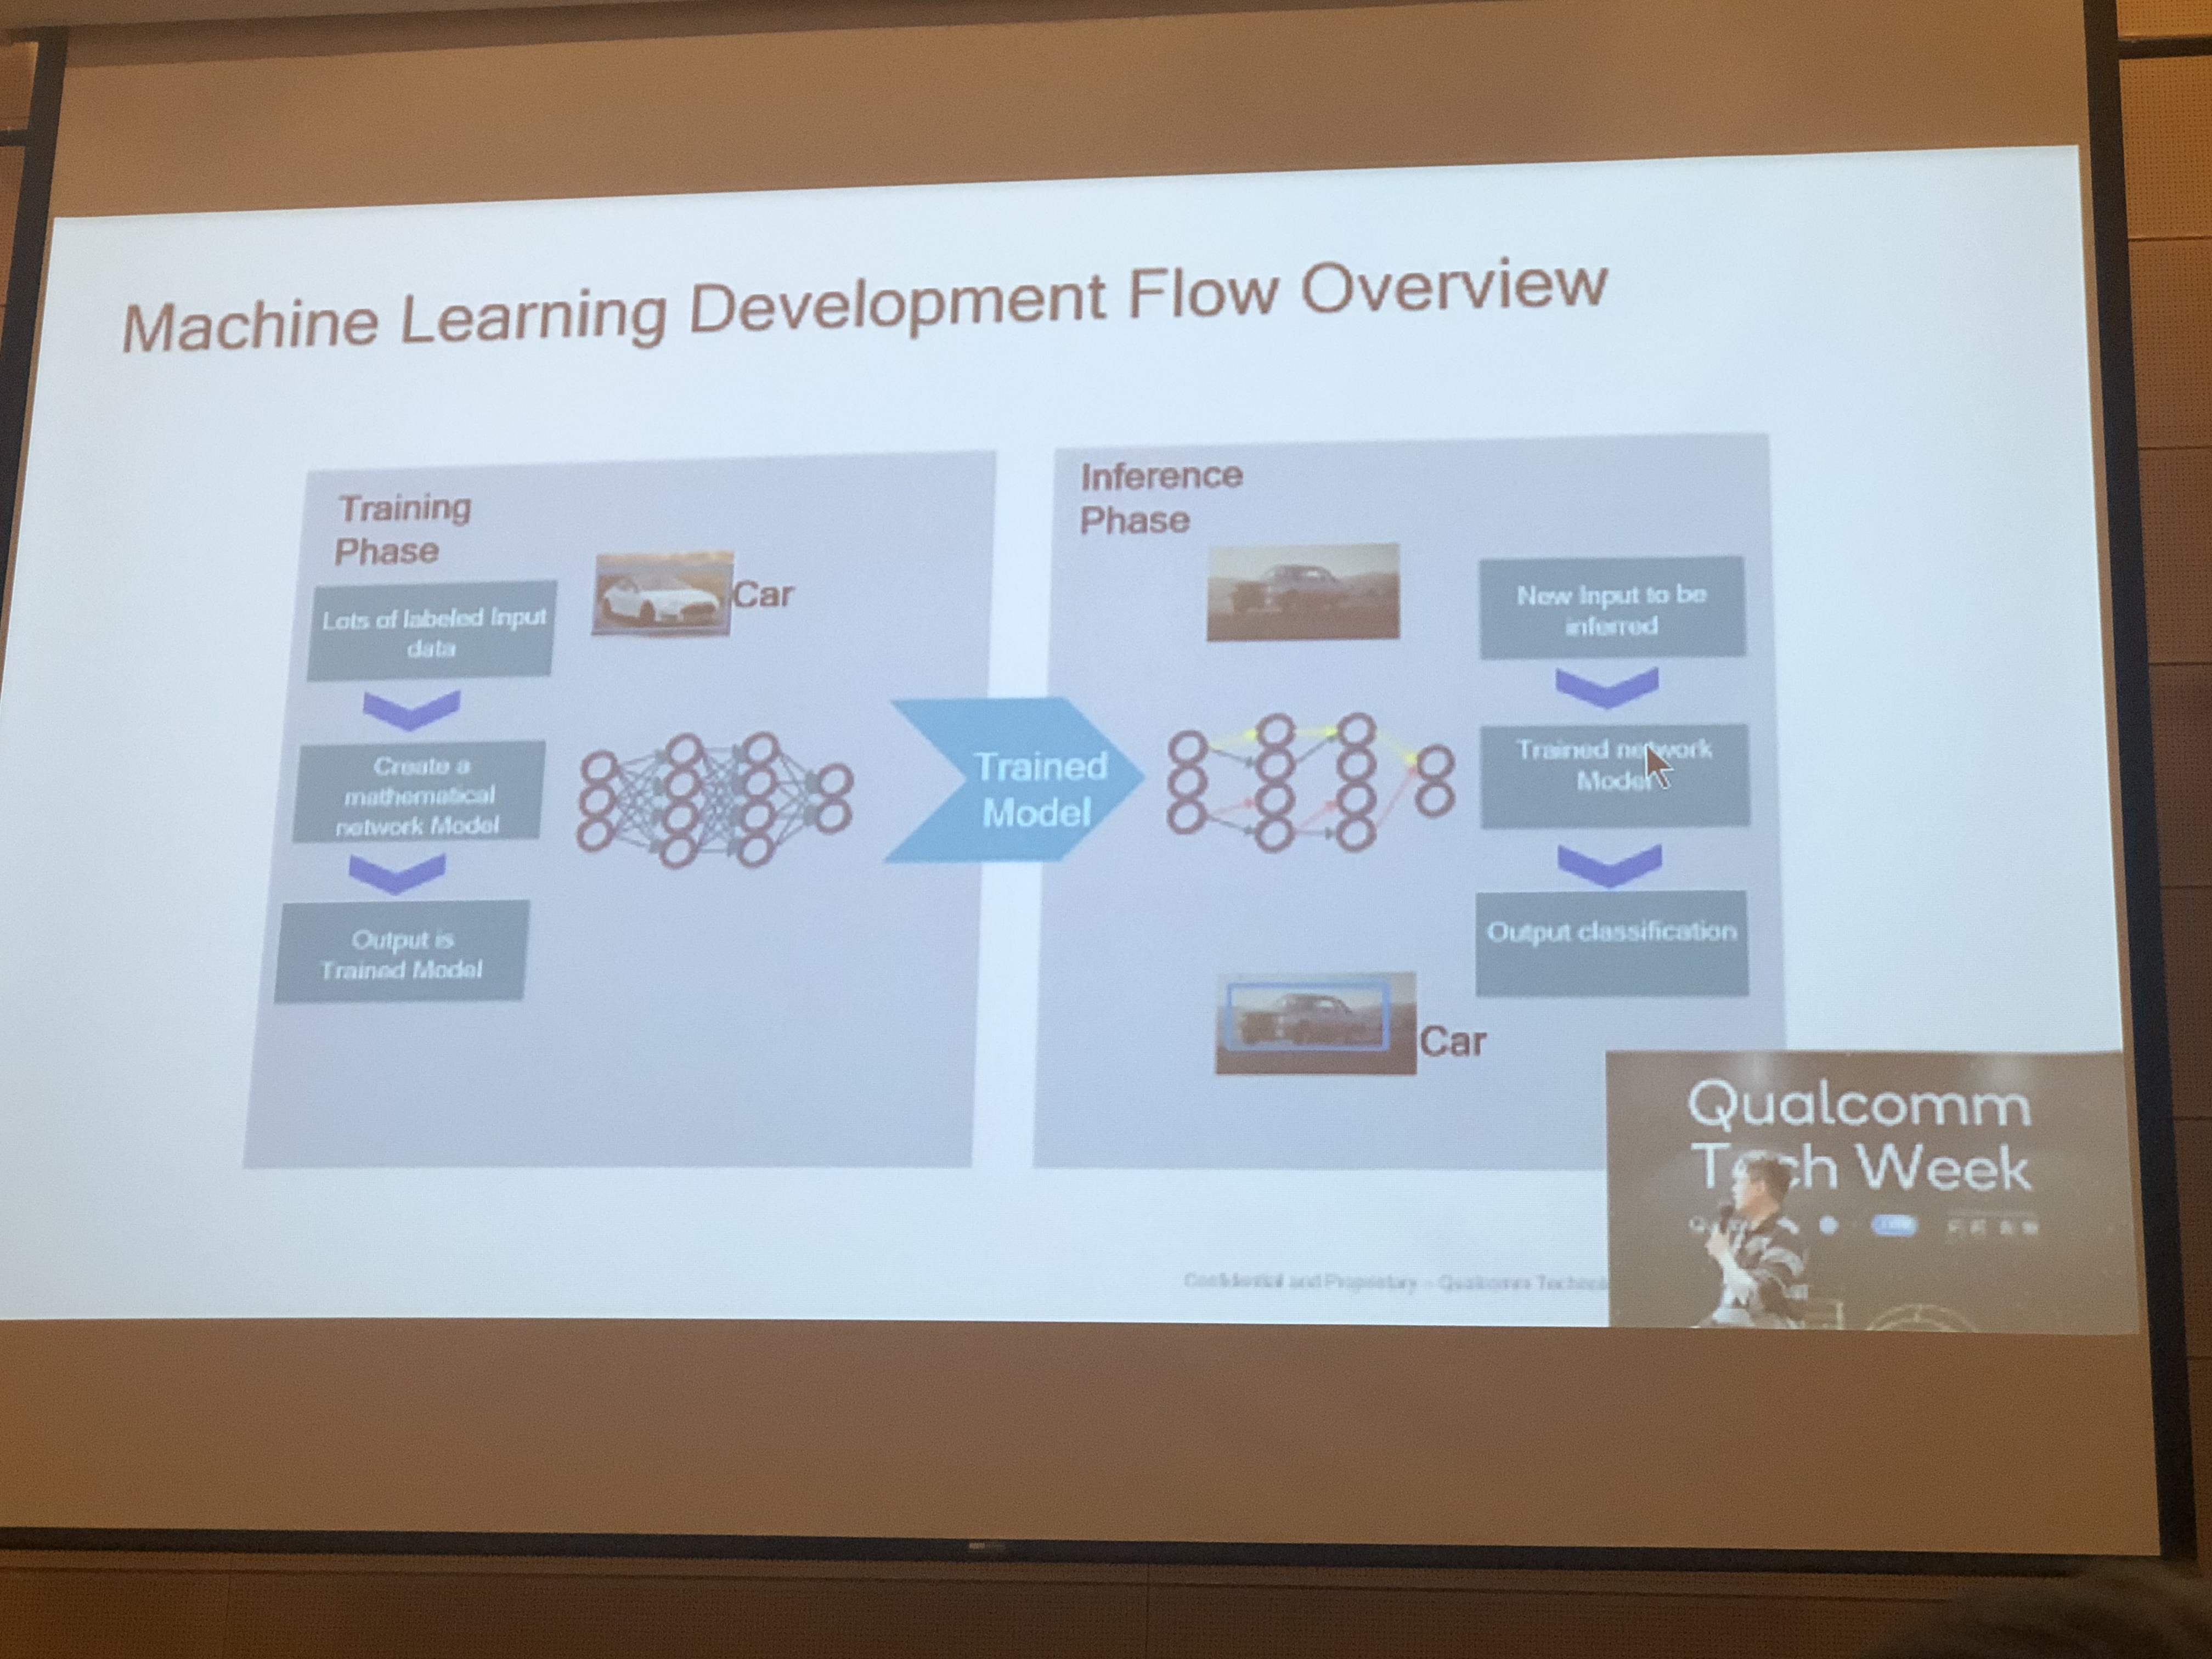 Machine Learning Development Flow Overview
Training
Phase
Car
Lots of labeled Input
data
Create a
mathematical
network Model
Output is
Trained Model
Trained
Model
Inference
Phase
New Input to be
inferred
Trained network
Model
Output classification
Car
Confidential and Proprietary – Qualcomm
Qualcomm
Tech Week